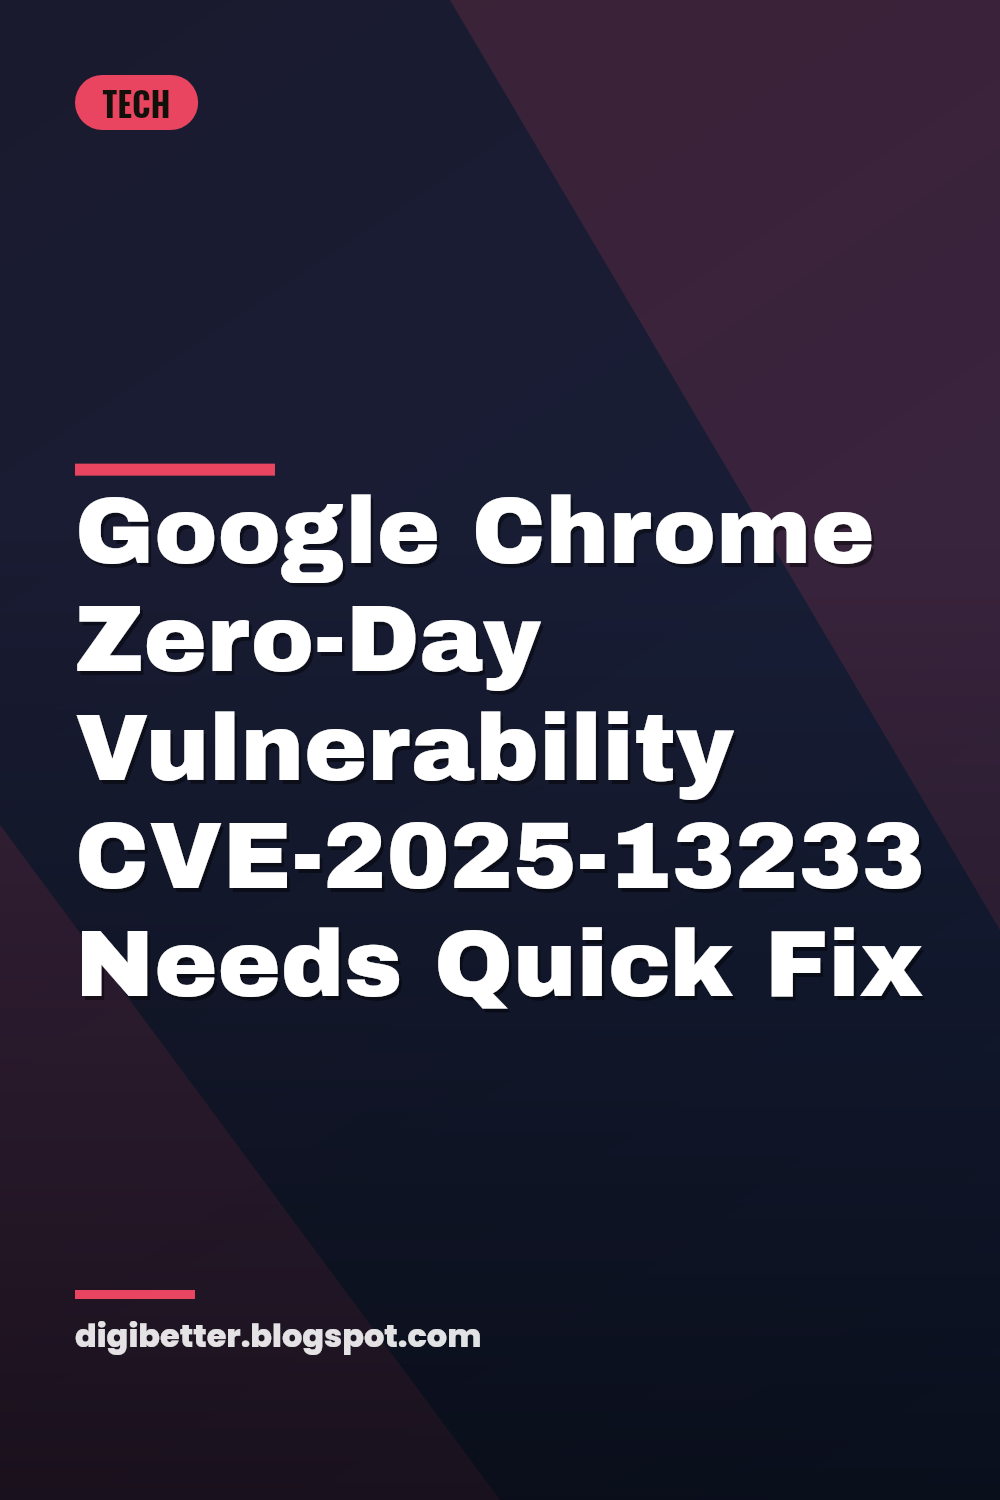 TECH
Google Chrome
Zero-Day
Vulnerability
CVE-2025-13233
Needs Quick Fix
digibetter.blogspot.com